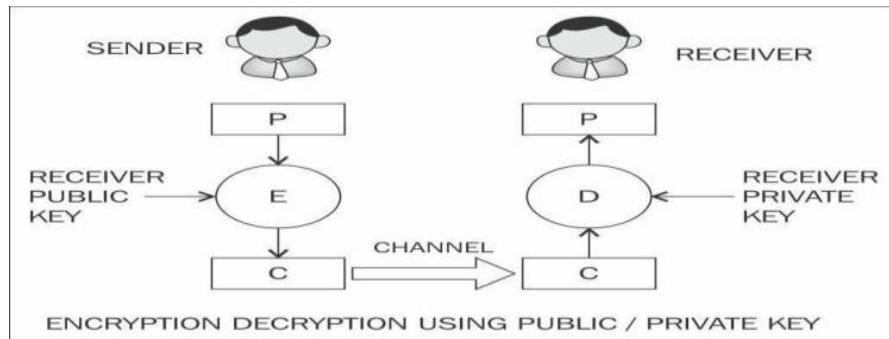 SENDER
RECEIVER
P
P
RECEIVER
PUBLIC
KEY
E
D
RECEIVER
PRIVATE
KEY
CHANNEL
C
C
ENCRYPTION DECRYPTION USING PUBLIC / PRIVATE KEY